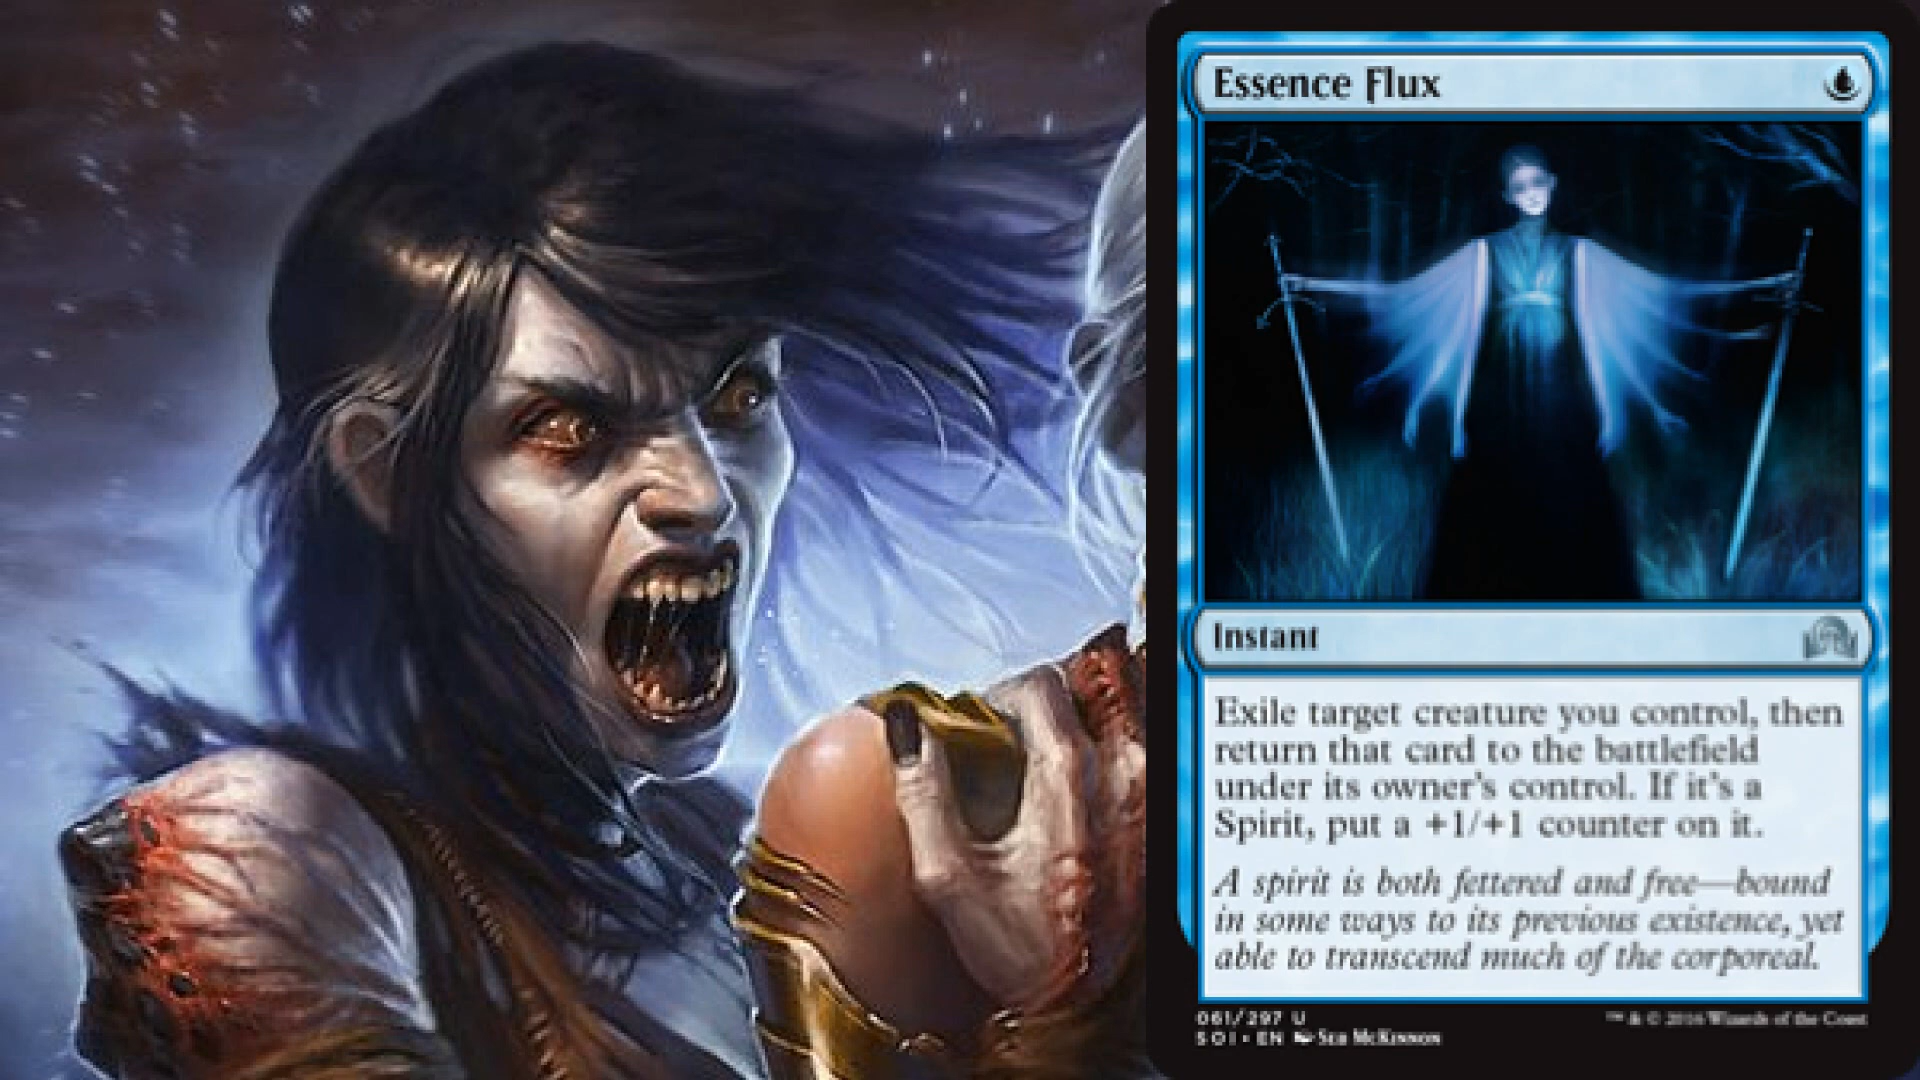 Essence Flux
Instant
Exile target creature you control, then
return that card to the battlefield
under its owner's control. If it's a
Spirit, put a +1/+1 counter on it.
A spirit is both fettered and free—bound
in some ways to its previous existence, yet
able to transcend much of the corporeal.
061/297 U
™ & © 2016 Wizards of the Coast
SOI • EN Seb McKinnon